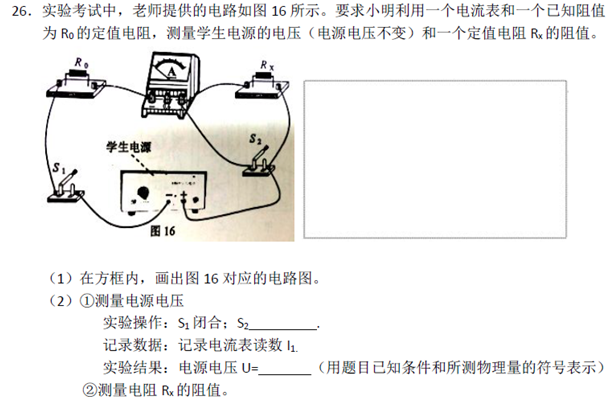 26. 实验考试中，老师提供的电路如图 16 所示。要求小明利用一个电流表和一个已知阻值
为 R₀的定值电阻，测量学生电源的电压（电源电压不变）和一个定值电阻 Rₓ的阻值。
R₀
A
Rₓ
S₂
学生电源
S₁
- +
图 16
（1）在方框内，画出图 16 对应的电路图。
（2）①测量电源电压
实验操作：S₁ 闭合；S₂________.
记录数据：记录电流表读数 I₁.
实验结果：电源电压 U=________（用题目已知条件和所测物理量的符号表示）
②测量电阻 Rₓ的阻值。